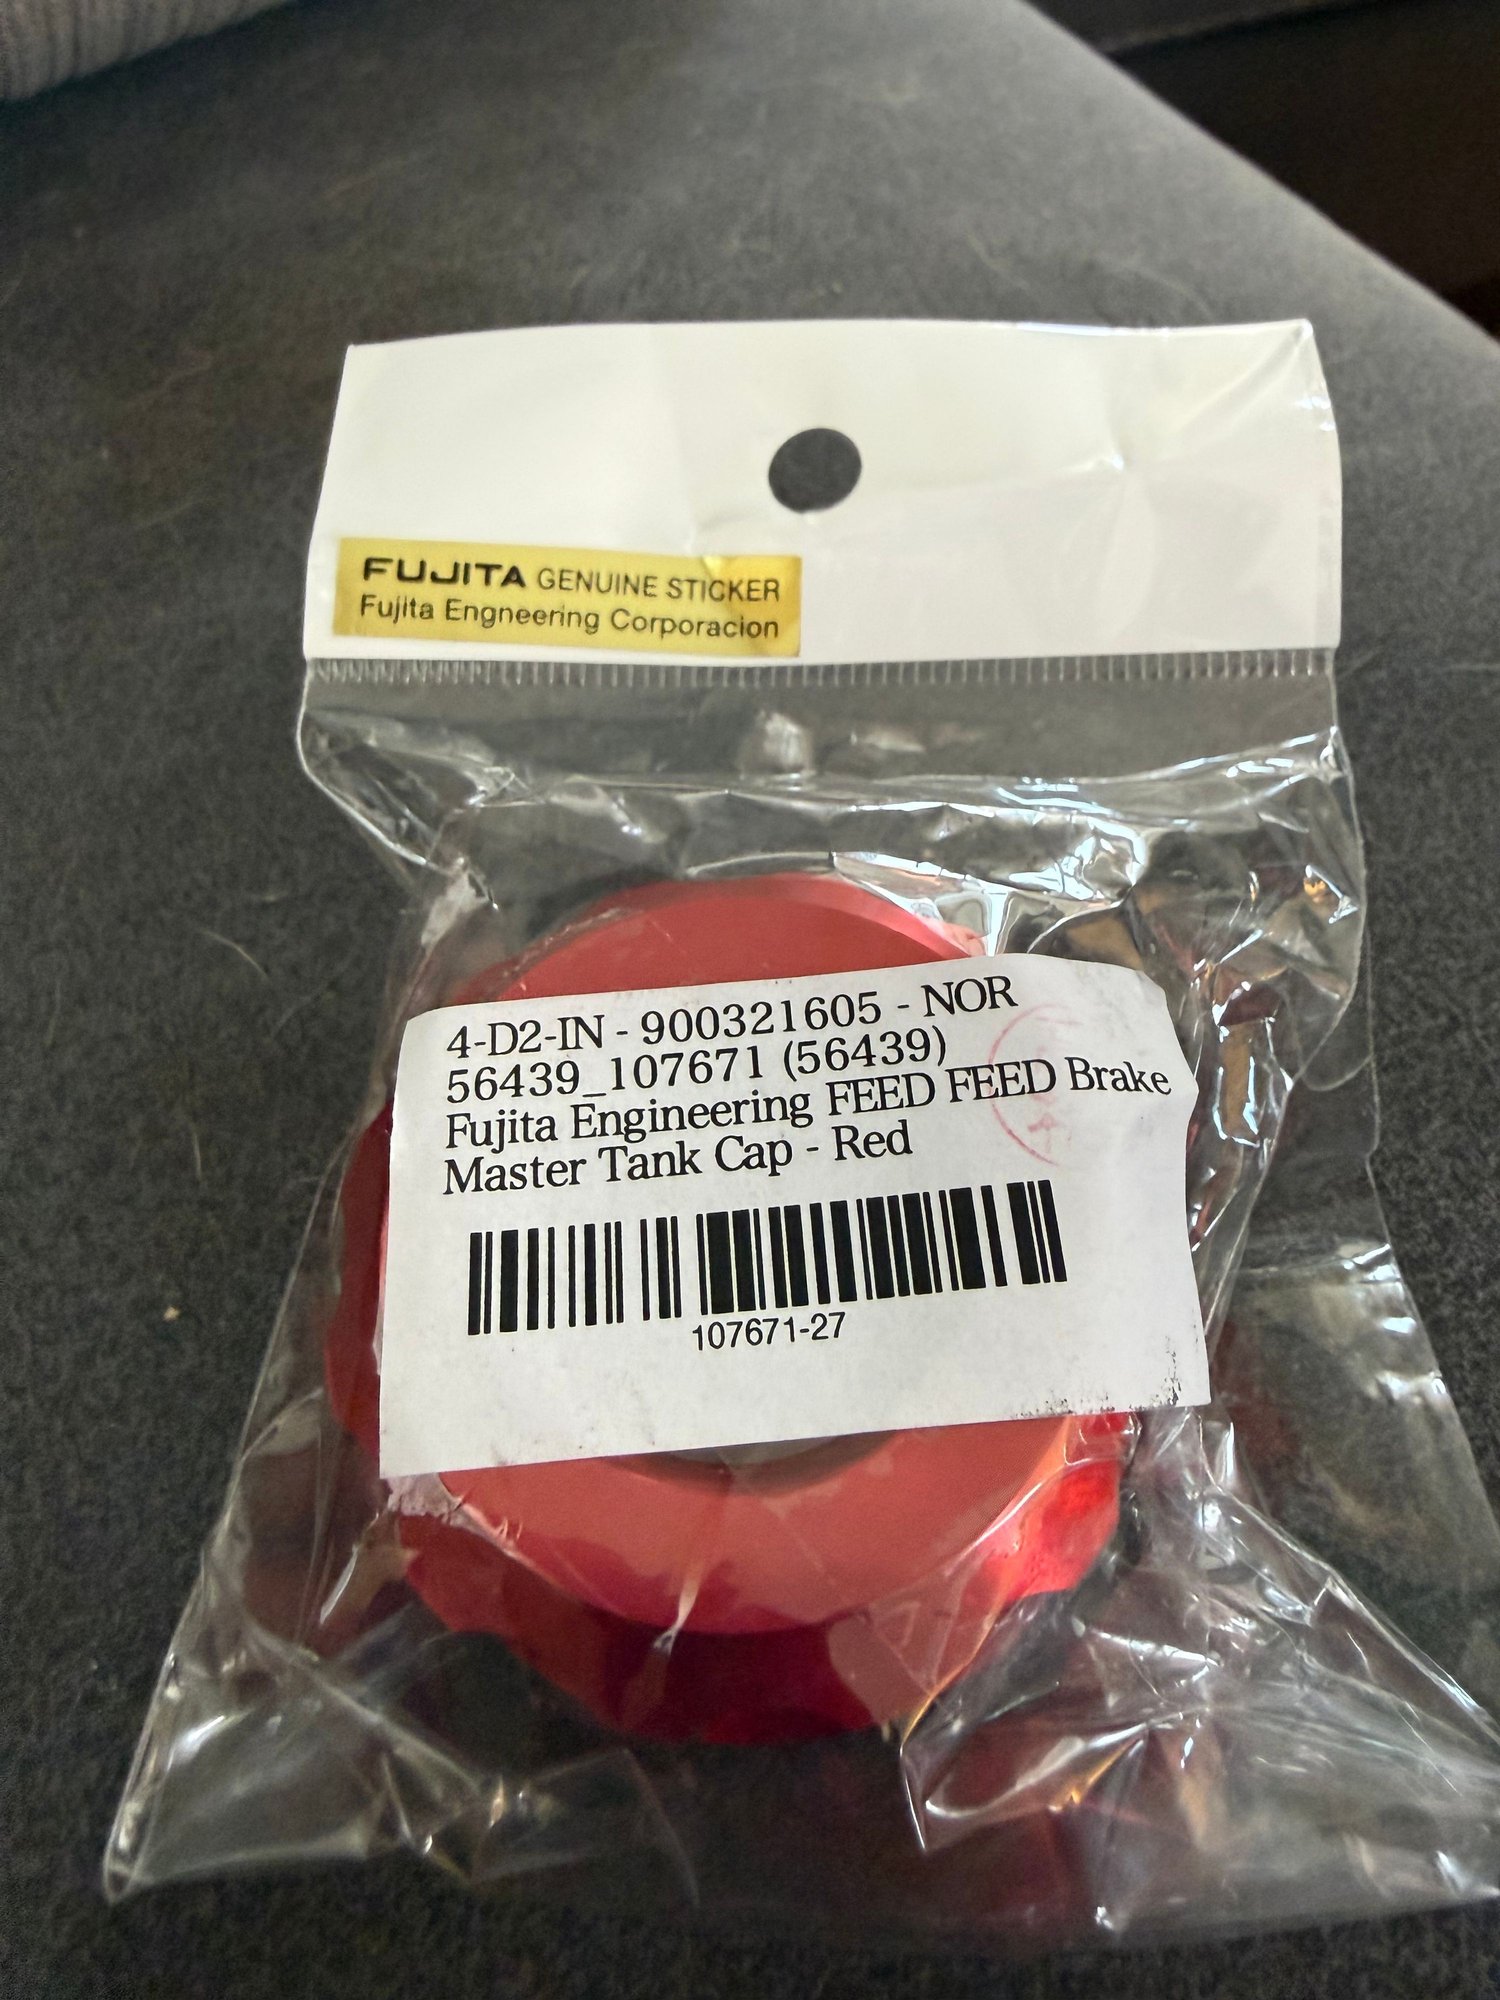 FUJITA GENUINE STICKER
Fujita Engneering Corporacion
4-D2-IN - 900321605 - NOR
56439_107671 (56439)
Fujita Engineering FEED FEED Brake
Master Tank Cap - Red
107671-27